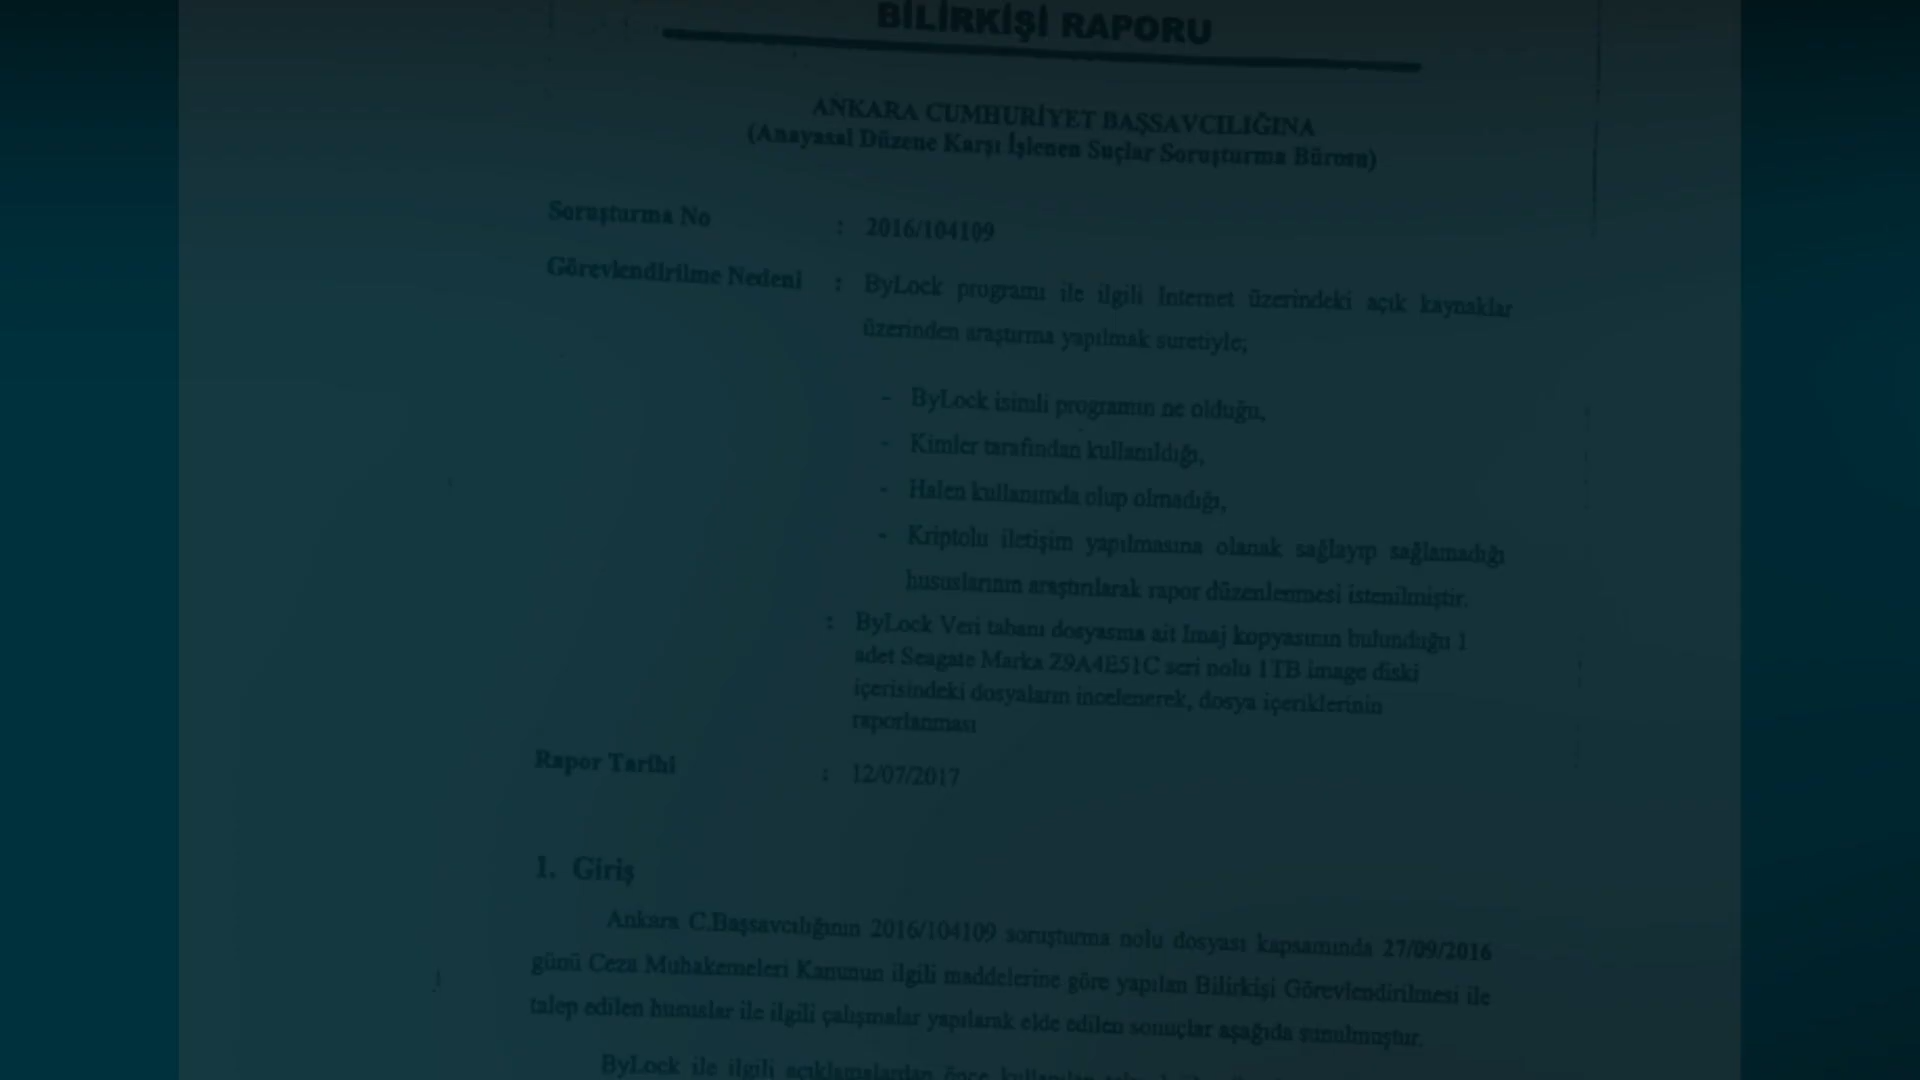 BİLİRKİŞİ RAPORU
ANKARA CUMHURİYET BAŞSAVCILIĞINA
(Anayasal Düzene Karşı İşlenen Suçlar Soruşturma Bürosu)
Soruşturma No : 2016/104109
Görevlendirilme Nedeni : ByLock programı ile ilgili Internet üzerindeki açık kaynaklar
üzerinden araştırma yapılmak suretiyle;
- ByLock isimli programın ne olduğu,
- Kimler tarafından kullanıldığı,
- Halen kullanımda olup olmadığı,
- Kriptolu iletişim yapılmasına olanak sağlayıp sağlamadığı
hususlarının araştırılarak rapor düzenlenmesi istenilmiştir.
: ByLock Veri tabanı dosyasına ait İmaj kopyasının bulunduğu 1
adet Seagate Marka Z9A4E51C seri nolu 1TB image diski
içerisindeki dosyaların incelenerek, dosya içeriklerinin
raporlanması
Rapor Tarihi : 12/07/2017
1. Giriş
Ankara C.Başsavcılığının 2016/104109 soruşturma nolu dosyası kapsamında 27/09/2016
günü Ceza Muhakemeleri Kanunun ilgili maddelerine göre yapılan Bilirkişi Görevlendirilmesi ile
talep edilen hususlar ile ilgili çalışmalar yapılarak elde edilen sonuçlar aşağıda sunulmuştur.
ByLock ile ilgili açıklamalardan önce